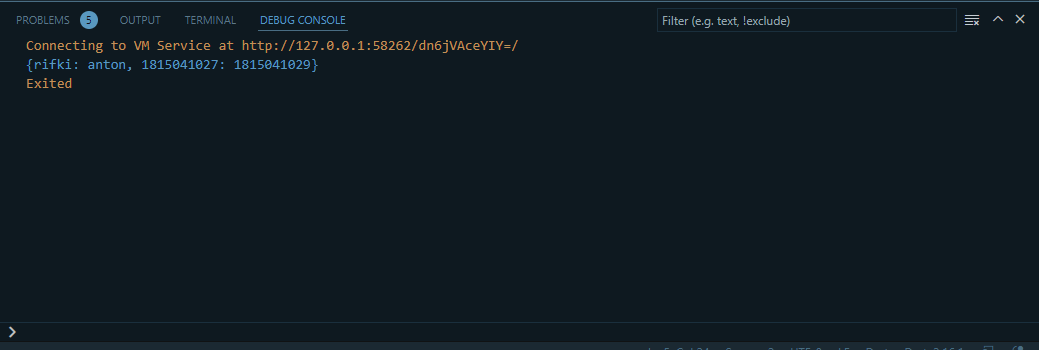 PROBLEMS 5 OUTPUT TERMINAL DEBUG CONSOLE Filter (e.g. text, !exclude)
Connecting to VM Service at http://127.0.0.1:58262/dn6jVAceYIY=/
{rifki: anton, 1815041027: 1815041029}
Exited